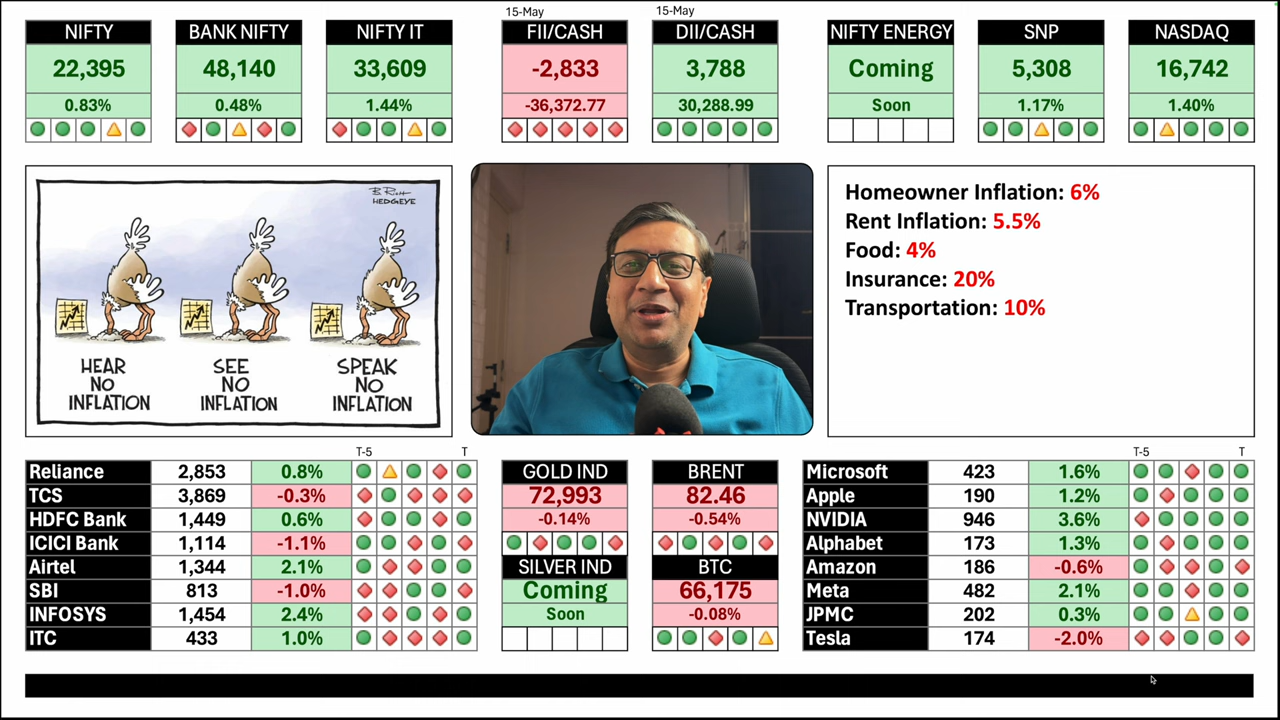 15-May
15-May
NIFTY
BANK NIFTY
NIFTY IT
FII/CASH
DII/CASH
NIFTY ENERGY
SNP
NASDAQ
22,395
48,140
33,609
-2,833
3,788
Coming
5,308
16,742
0.83%
0.48%
1.44%
-36,372.77
30,288.99
Soon
1.17%
1.40%
HEDGEYE
HEAR
NO
INFLATION
SEE
NO
INFLATION
SPEAK
NO
INFLATION
Homeowner Inflation: 6%
Rent Inflation: 5.5%
Food: 4%
Insurance: 20%
Transportation: 10%
T-5 T
Reliance 2,853 0.8%
TCS 3,869 -0.3%
HDFC Bank 1,449 0.6%
ICICI Bank 1,114 -1.1%
Airtel 1,344 2.1%
SBI 813 -1.0%
INFOSYS 1,454 2.4%
ITC 433 1.0%
GOLD IND
72,993
-0.14%
SILVER IND
Coming
Soon
BRENT
82.46
-0.54%
BTC
66,175
-0.08%
T-5 T
Microsoft 423 1.6%
Apple 190 1.2%
NVIDIA 946 3.6%
Alphabet 173 1.3%
Amazon 186 -0.6%
Meta 482 2.1%
JPMC 202 0.3%
Tesla 174 -2.0%